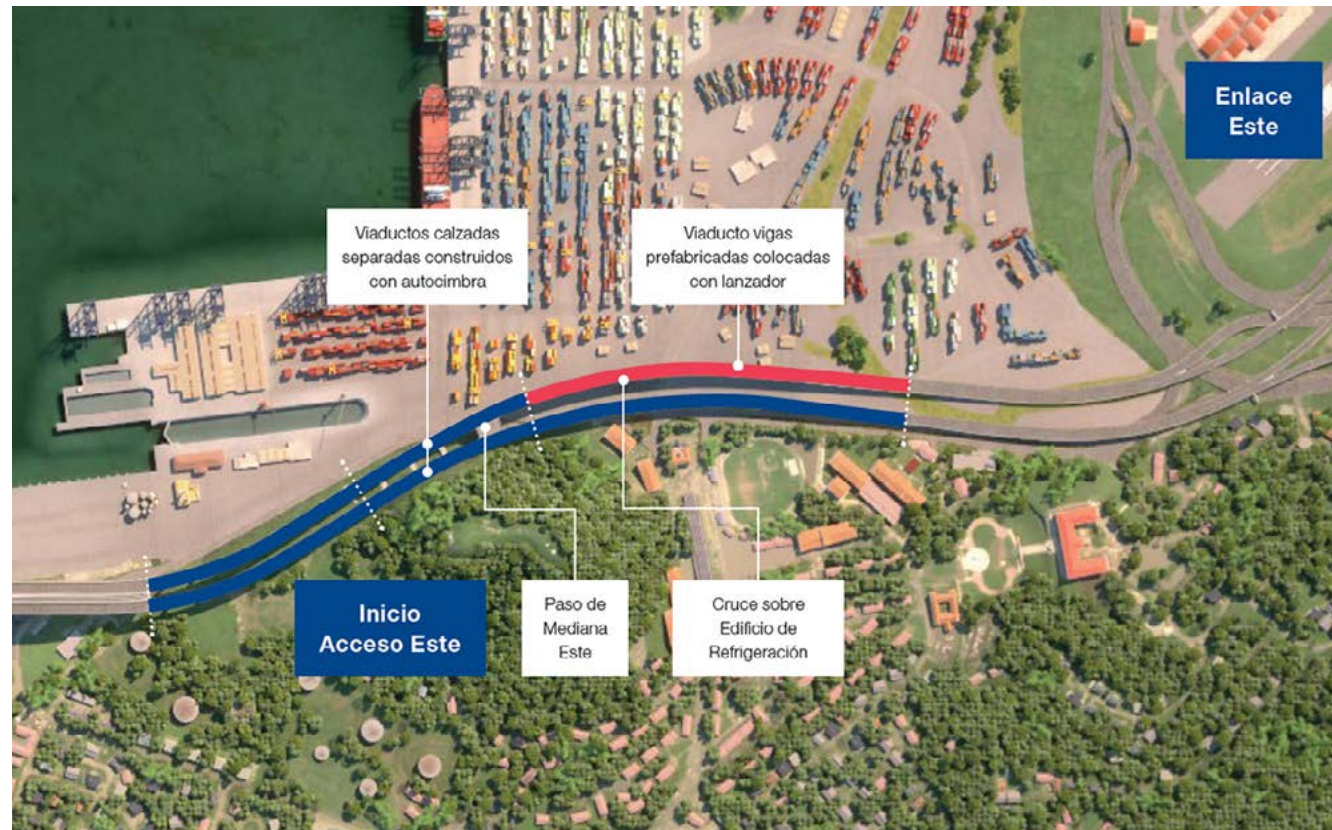 Enlace
Este
Viaductos calzadas
separadas construidos
con autocimbra
Viaducto vigas
prefabricadas colocadas
con lanzador
Inicio
Acceso Este
Paso de
Mediana
Este
Cruce sobre
Edificio de
Refrigeración